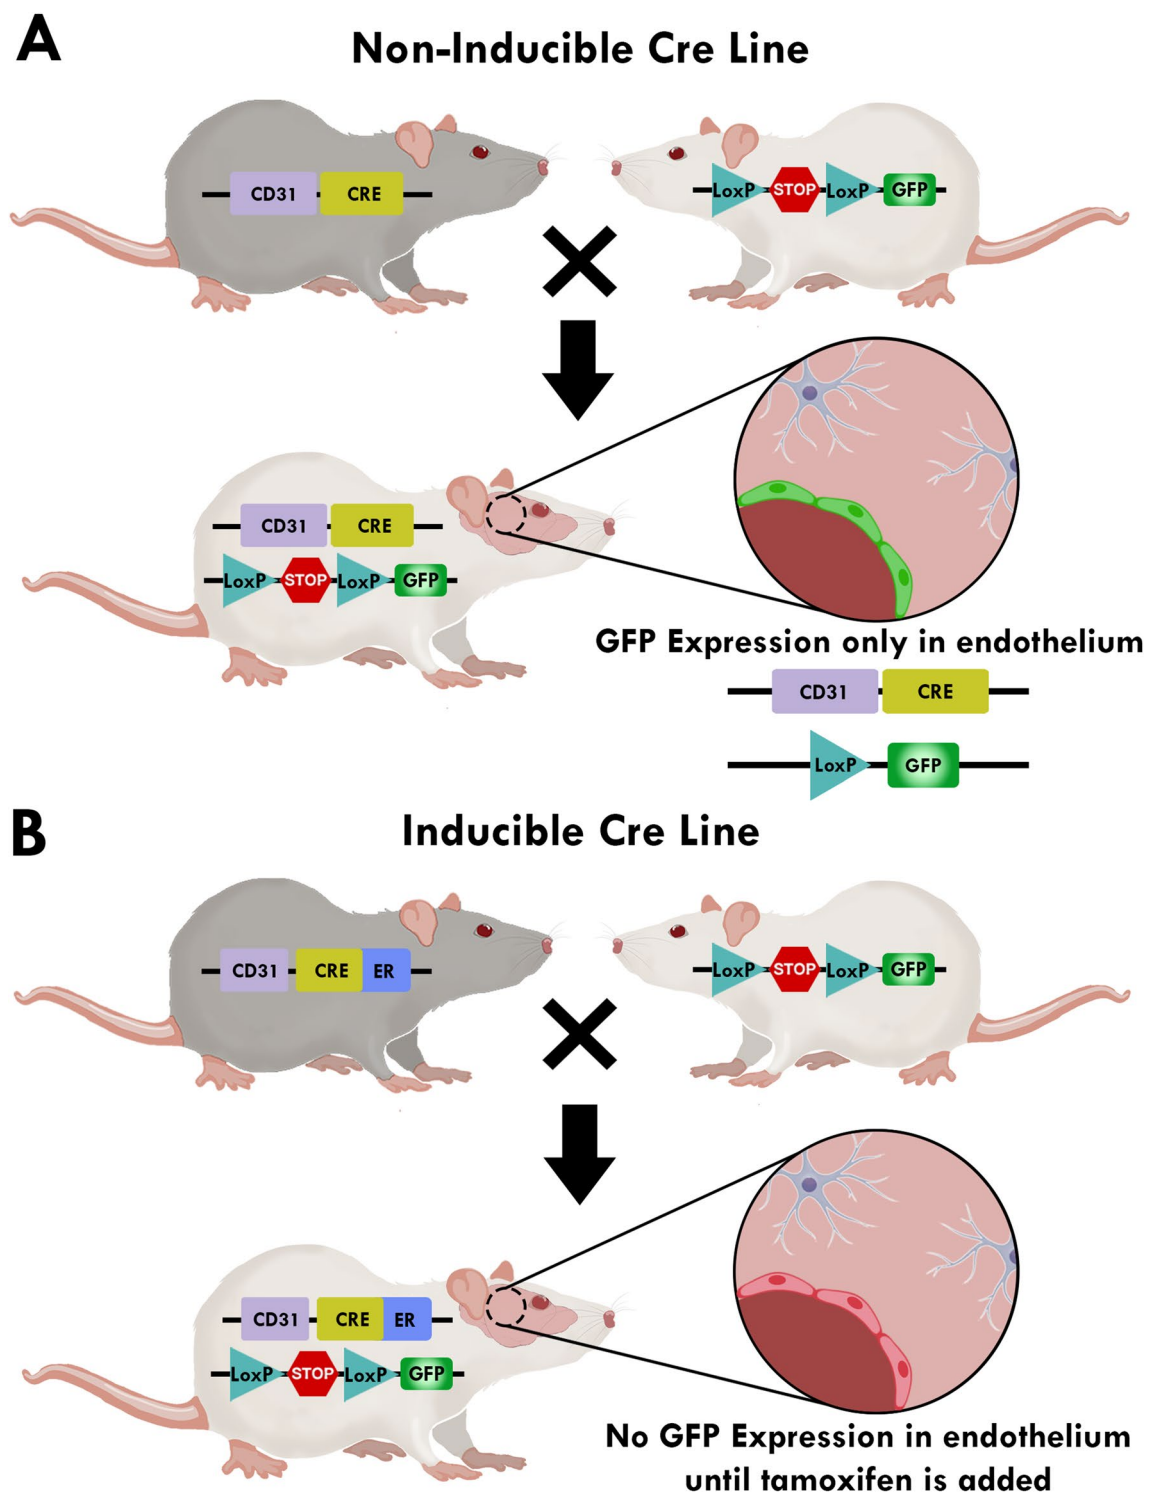 A
Non-Inducible Cre Line
CD31 CRE
LoxP STOP LoxP GFP
CD31 CRE
LoxP STOP LoxP GFP
GFP Expression only in endothelium
CD31 CRE
LoxP GFP
B
Inducible Cre Line
CD31 CRE ER
LoxP STOP LoxP GFP
CD31 CRE ER
LoxP STOP LoxP GFP
No GFP Expression in endothelium
until tamoxifen is added